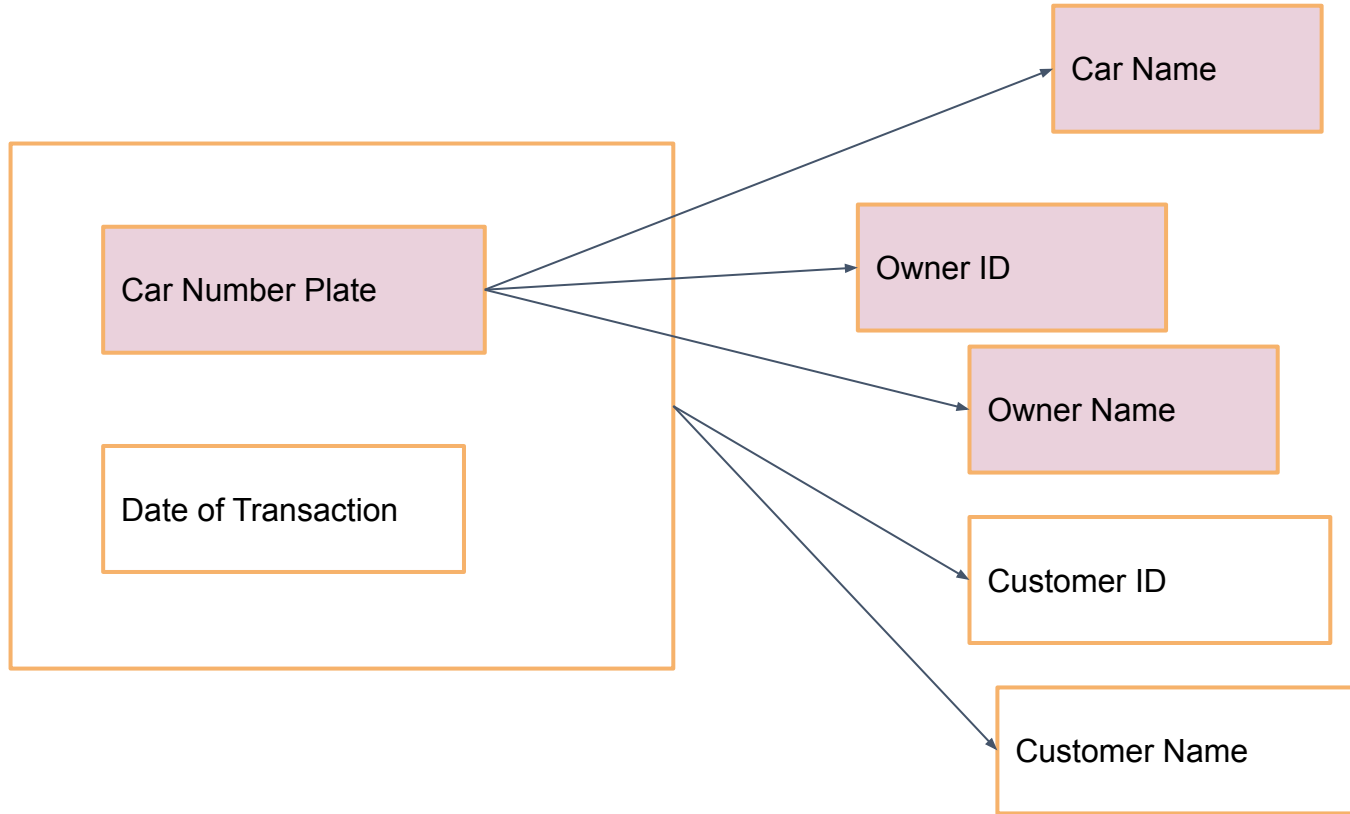 Car Name
Car Number Plate
Owner ID
Owner Name
Date of Transaction
Customer ID
Customer Name